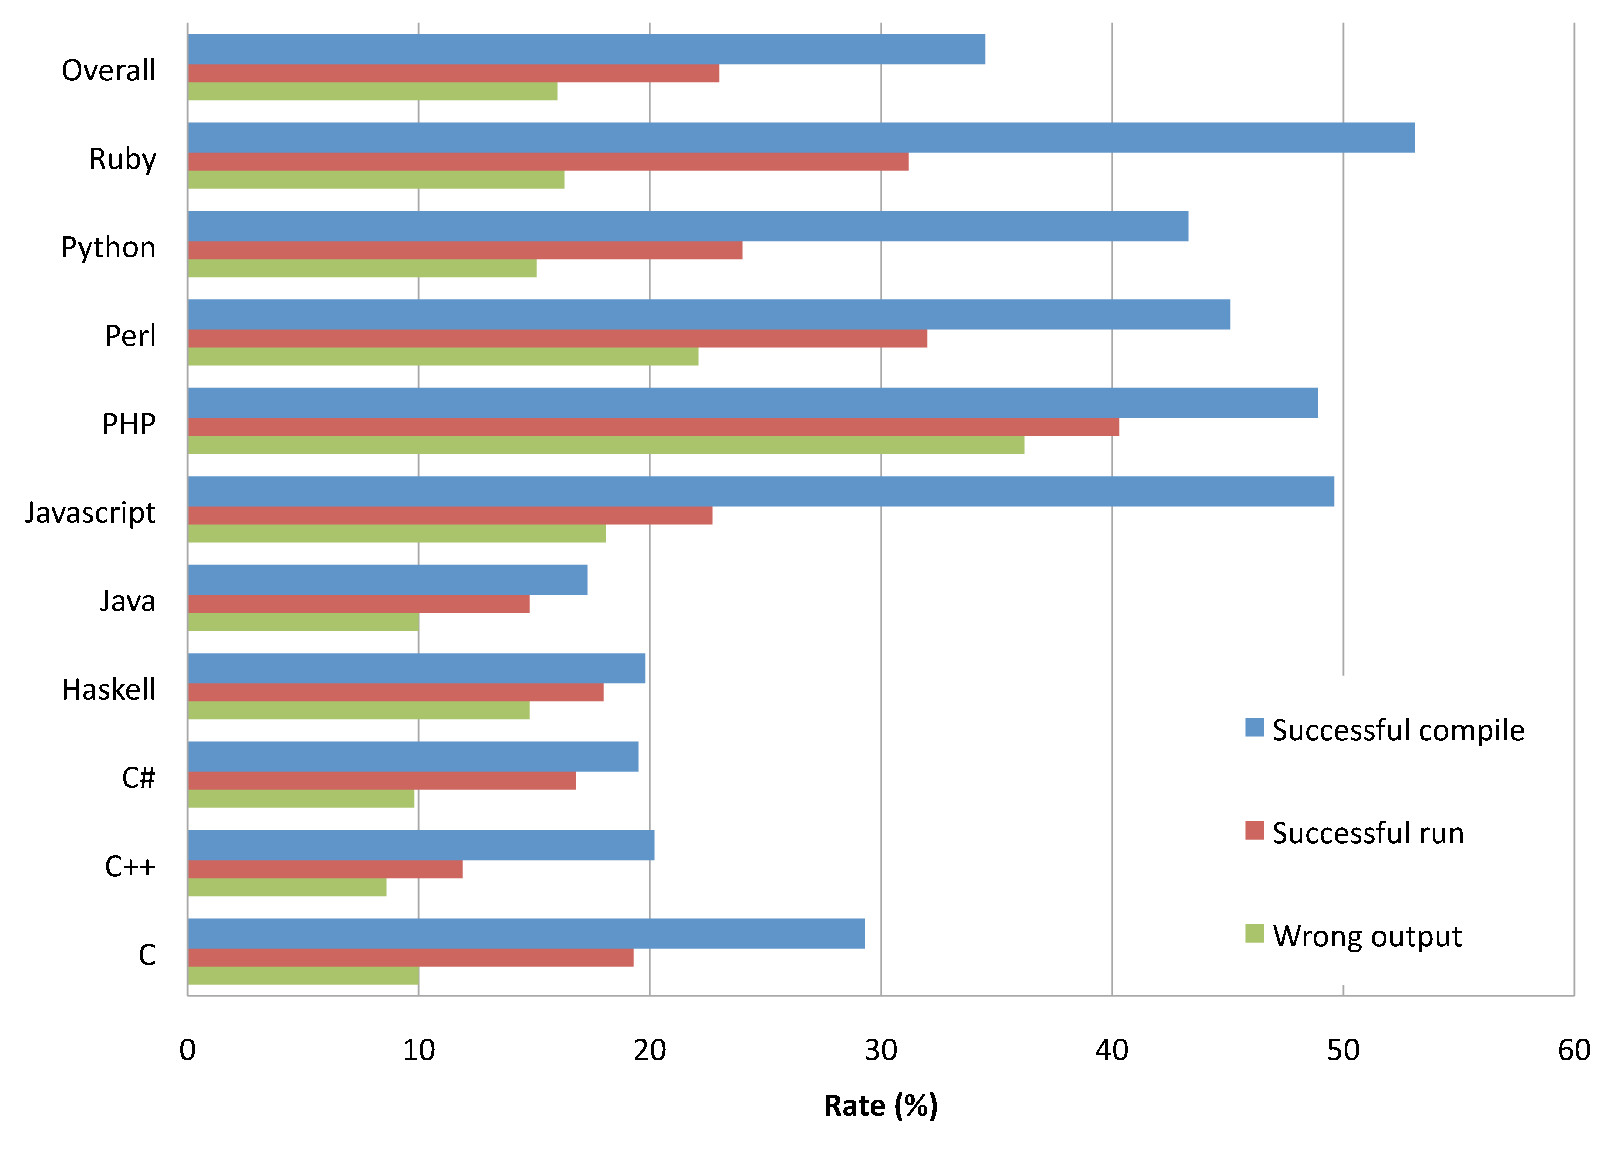 Overall
Ruby
Python
Perl
PHP
Javascript
Java
Haskell
C#
C++
C
Successful compile
Successful run
Wrong output
0 10 20 30 40 50 60
Rate (%)